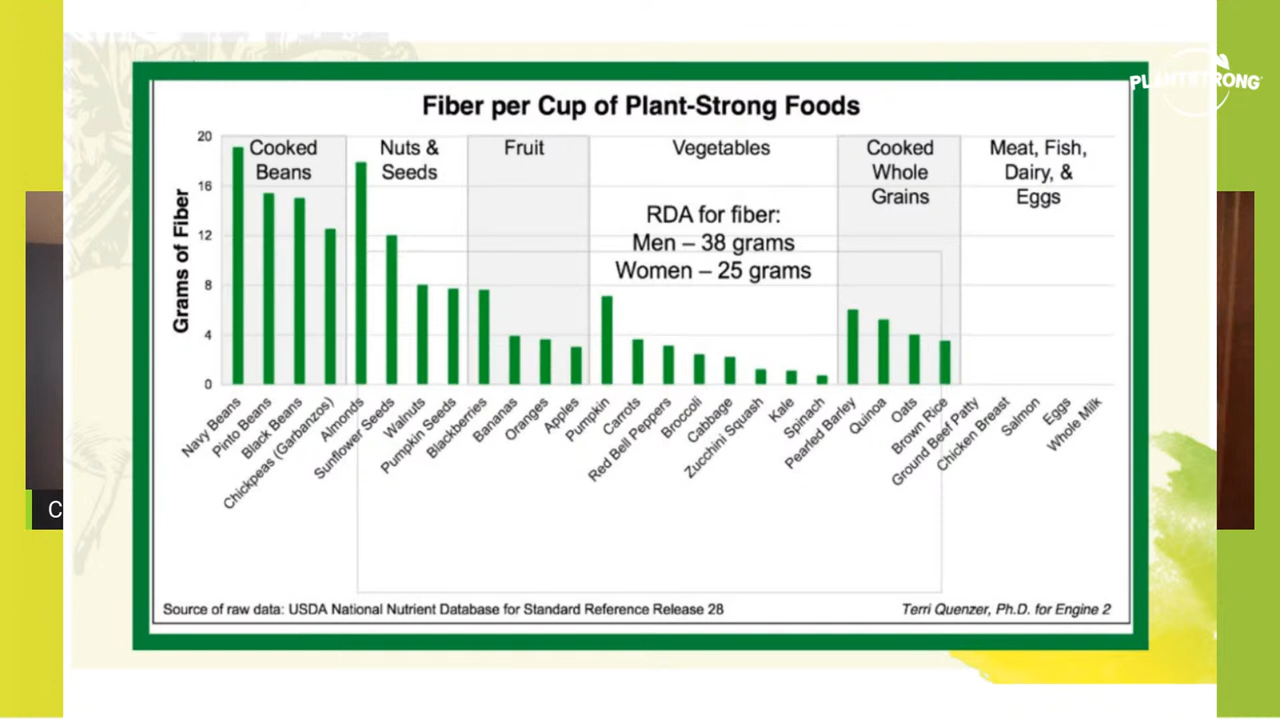 PLANTSTRONG
Fiber per Cup of Plant-Strong Foods
Grams of Fiber
20
16
12
8
4
0
Cooked
Beans
Nuts &
Seeds
Fruit
Vegetables
Cooked
Whole
Grains
Meat, Fish,
Dairy, &
Eggs
RDA for fiber:
Men – 38 grams
Women – 25 grams
Navy Beans
Pinto Beans
Black Beans
Chickpeas (Garbanzos)
Almonds
Sunflower Seeds
Walnuts
Pumpkin Seeds
Blackberries
Bananas
Oranges
Apples
Pumpkin
Carrots
Red Bell Peppers
Broccoli
Cabbage
Zucchini Squash
Kale
Spinach
Pearled Barley
Quinoa
Oats
Brown Rice
Ground Beef Patty
Chicken Breast
Salmon
Eggs
Whole Milk
C
Source of raw data: USDA National Nutrient Database for Standard Reference Release 28
Terri Quenzer, Ph.D. for Engine 2